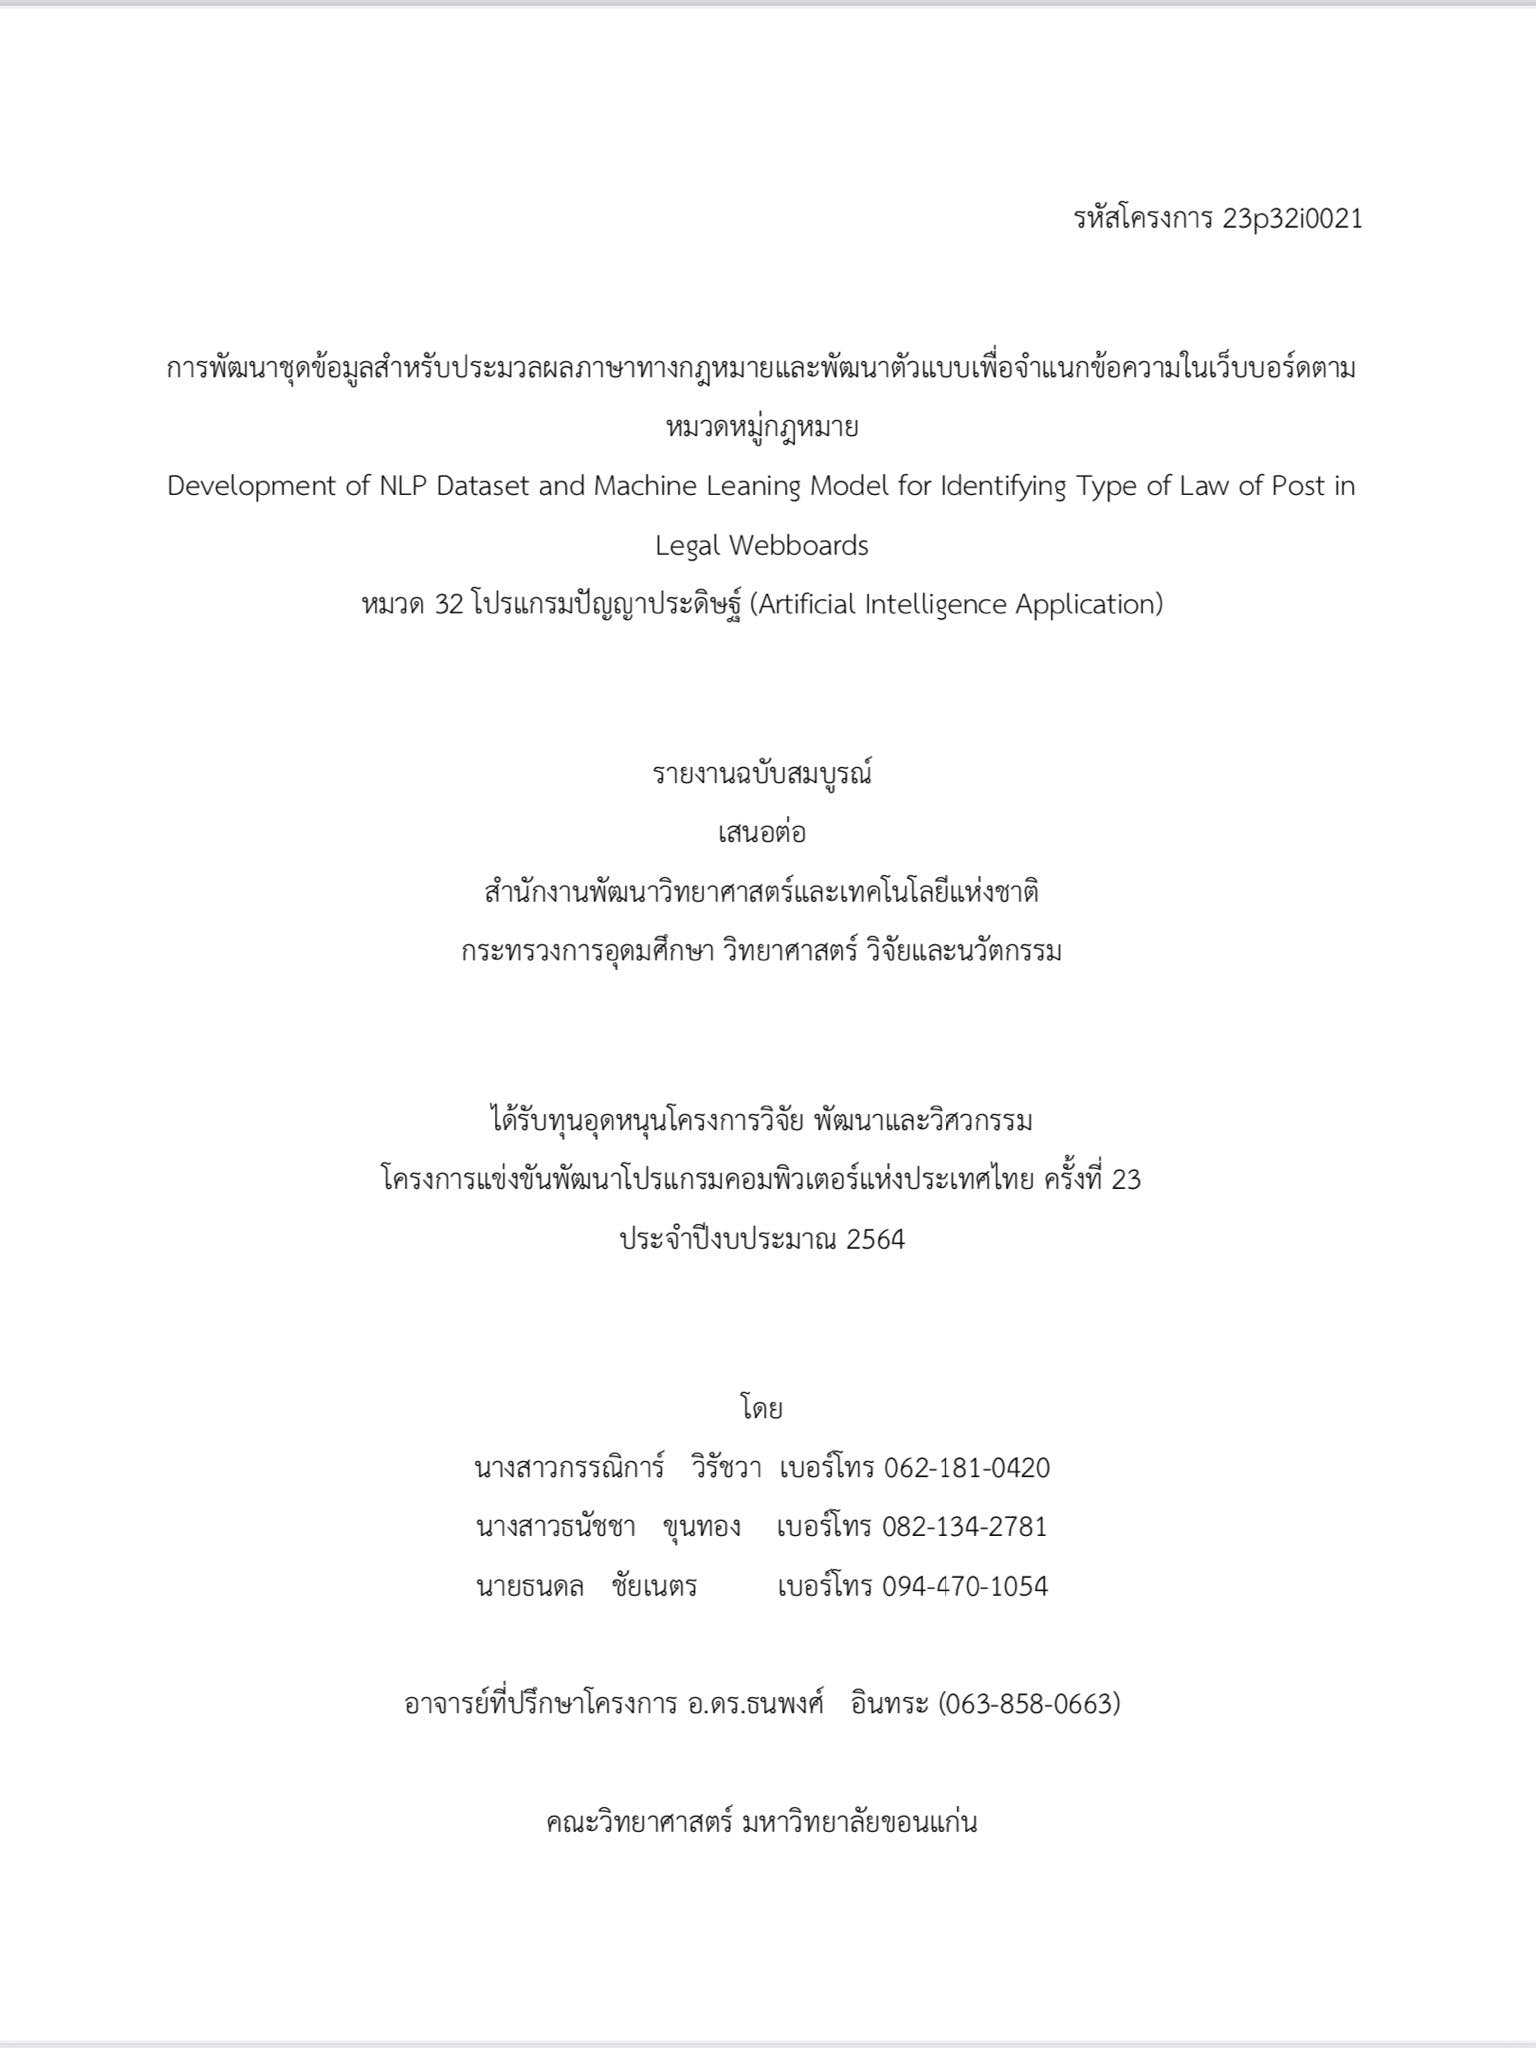 รหัสโครงการ 23p32i0021
การพัฒนาชุดข้อมูลสำหรับประมวลผลภาษาทางกฎหมายและพัฒนาตัวแบบเพื่อจำแนกข้อความในเว็บบอร์ดตาม
หมวดหมู่กฎหมาย
Development of NLP Dataset and Machine Leaning Model for Identifying Type of Law of Post in
Legal Webboards
หมวด 32 โปรแกรมปัญญาประดิษฐ์ (Artificial Intelligence Application)
รายงานฉบับสมบูรณ์
เสนอต่อ
สำนักงานพัฒนาวิทยาศาสตร์และเทคโนโลยีแห่งชาติ
กระทรวงการอุดมศึกษา วิทยาศาสตร์ วิจัยและนวัตกรรม
ได้รับทุนอุดหนุนโครงการวิจัย พัฒนาและวิศวกรรม
โครงการแข่งขันพัฒนาโปรแกรมคอมพิวเตอร์แห่งประเทศไทย ครั้งที่ 23
ประจำปีงบประมาณ 2564
โดย
นางสาวกรรณิการ์ วิรัชวา เบอร์โทร 062-181-0420
นางสาวธนัชชา ขุนทอง เบอร์โทร 082-134-2781
นายธนดล ชัยเนตร เบอร์โทร 094-470-1054
อาจารย์ที่ปรึกษาโครงการ อ.ดร.ธนพงศ์ อินทระ (063-858-0663)
คณะวิทยาศาสตร์ มหาวิทยาลัยขอนแก่น